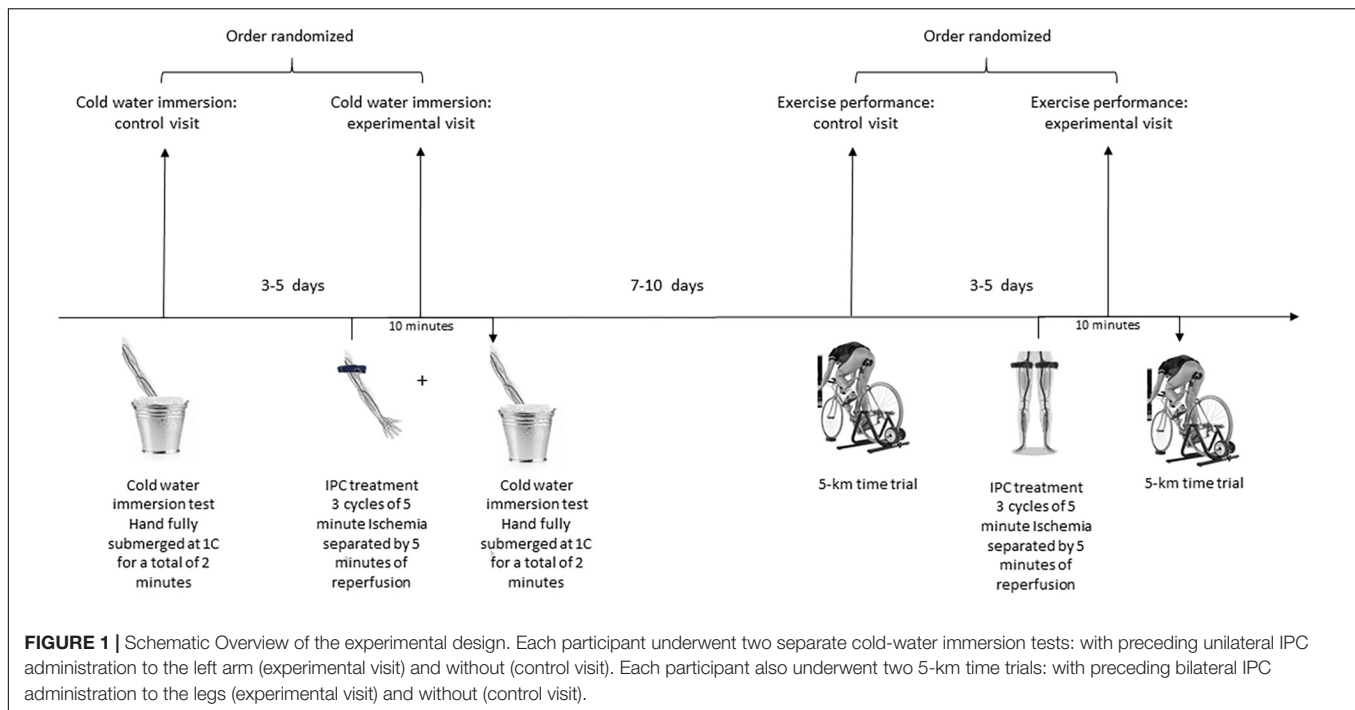 Order randomized
Order randomized
Cold water immersion:
control visit
Cold water immersion:
experimental visit
Exercise performance:
control visit
Exercise performance:
experimental visit
3-5 days
7-10 days
3-5 days
10 minutes
10 minutes
+
Cold water
immersion test
Hand fully
submerged at 1C
for a total of 2
minutes
IPC treatment
3 cycles of 5
minute Ischemia
separated by 5
minutes of
reperfusion
Cold water
immersion test
Hand fully
submerged at 1C
for a total of 2
minutes
5-km time trial
IPC treatment
3 cycles of 5
minute Ischemia
separated by 5
minutes of
reperfusion
5-km time trial
FIGURE 1 | Schematic Overview of the experimental design. Each participant underwent two separate cold-water immersion tests: with preceding unilateral IPC
administration to the left arm (experimental visit) and without (control visit). Each participant also underwent two 5-km time trials: with preceding bilateral IPC
administration to the legs (experimental visit) and without (control visit).